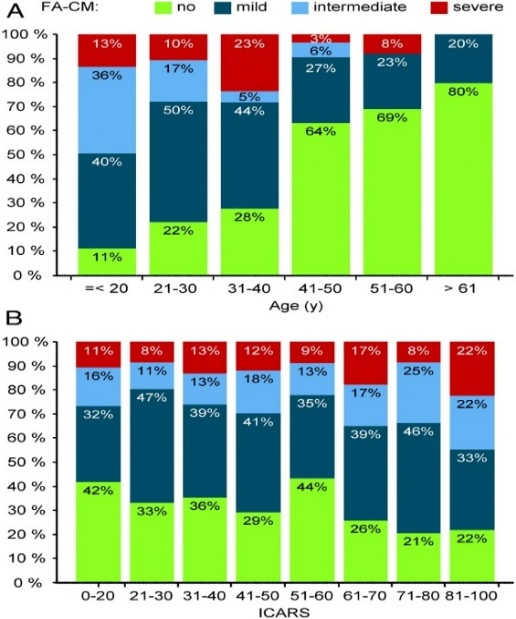 FA-CM: no mild intermediate severe
A
100 % 13% 10% 23% 3% 8% 20%
90 % 6%
80 % 36% 17% 5% 27% 23% 80%
70 % 50% 44% 69%
60 % 64%
50 % 40%
40 %
30 % 28%
20 % 22%
10 % 11%
0 %
=< 20 21-30 31-40 41-50 51-60 > 61
Age (y)
B
100 % 11% 8% 13% 12% 9% 17% 8% 22%
90 % 16% 11% 13% 18% 13% 25%
80 % 47% 35% 17% 22%
70 % 32% 39% 41% 39% 46%
60 %
50 % 33%
40 % 42% 44%
30 % 33% 36% 29% 26%
20 % 21% 22%
10 %
0 %
0-20 21-30 31-40 41-50 51-60 61-70 71-80 81-100
ICARS